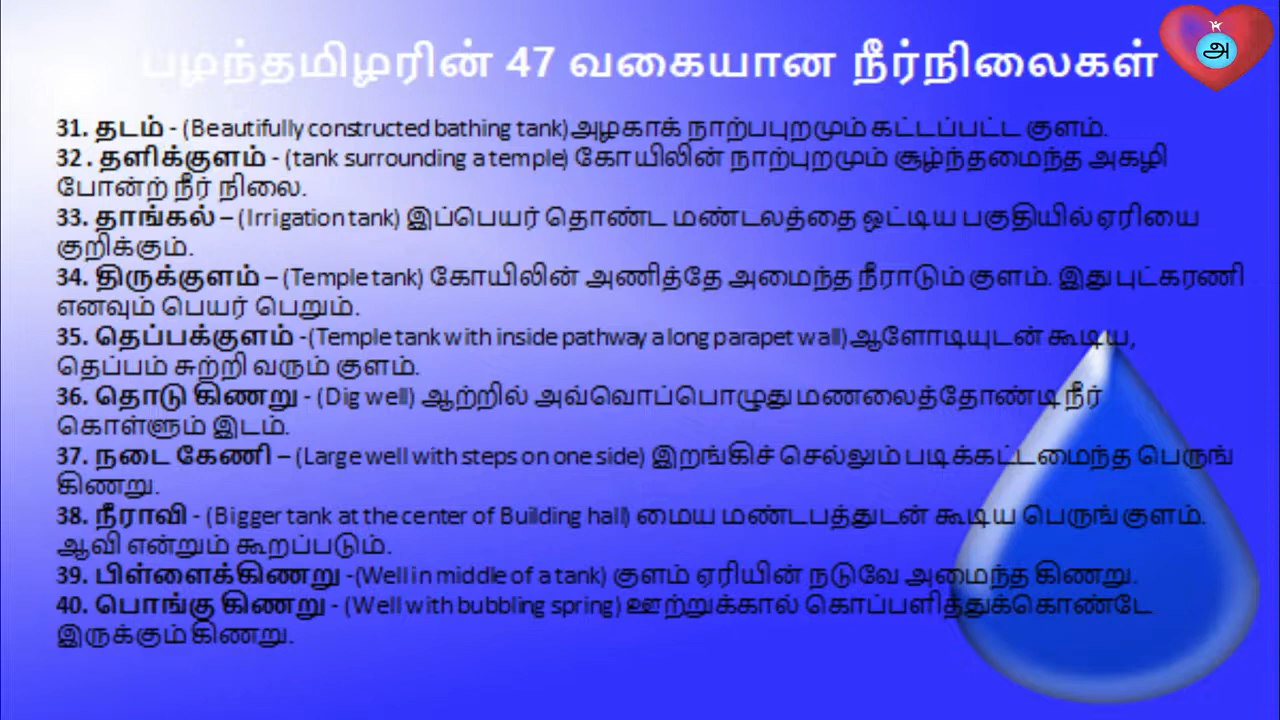 பழந்தமிழரின் 47 வகையான நீர்நிலைகள்
அ
31. தடம் - (Beautifully constructed bathing tank)அழகாக் நாற்பபுறமும் கட்டப்பட்ட குளம்.
32 . தளிக்குளம் - (tank surrounding a temple) கோயிலின் நாற்புறமும் சூழ்ந்தமைந்த அகழி
போன்ற் நீர் நிலை.
33. தாங்கல் – (Irrigation tank) இப்பெயர் தொண்ட மண்டலத்தை ஒட்டிய பகுதியில் ஏரியை
குறிக்கும்.
34. திருக்குளம் – (Temple tank) கோயிலின் அணித்தே அமைந்த நீராடும் குளம். இது புட்கரணி
எனவும் பெயர் பெறும்.
35. தெப்பக்குளம் -(Temple tank with inside pathway along parapet wall)ஆளோடியுடன் கூடிய,
தெப்பம் சுற்றி வரும் குளம்.
36. தொடு கிணறு - (Dig well) ஆற்றில் அவ்வொப்பொழுது மணலைத்தோண்டி நீர்
கொள்ளும் இடம்.
37. நடை கேணி – (Large well with steps on one side) இறங்கிச் செல்லும் படிக்கட்டமைந்த பெருங்
கிணறு.
38. நீராவி - (Bigger tank at the center of Building hall) மைய மண்டபத்துடன் கூடிய பெருங் குளம்.
ஆவி என்றும் கூறப்படும்.
39. பிள்ளைக்கிணறு -(Well in middle of a tank) குளம் ஏரியின் நடுவே அமைந்த கிணறு.
40. பொங்கு கிணறு - (Well with bubbling spring) ஊற்றுக்கால் கொப்பளித்துக்கொண்டே
இருக்கும் கிணறு.